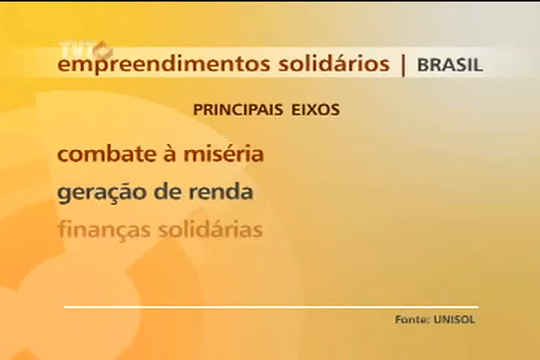 TVT
empreendimentos solidários | BRASIL
PRINCIPAIS EIXOS
combate à miséria
geração de renda
finanças solidárias
Fonte: UNISOL